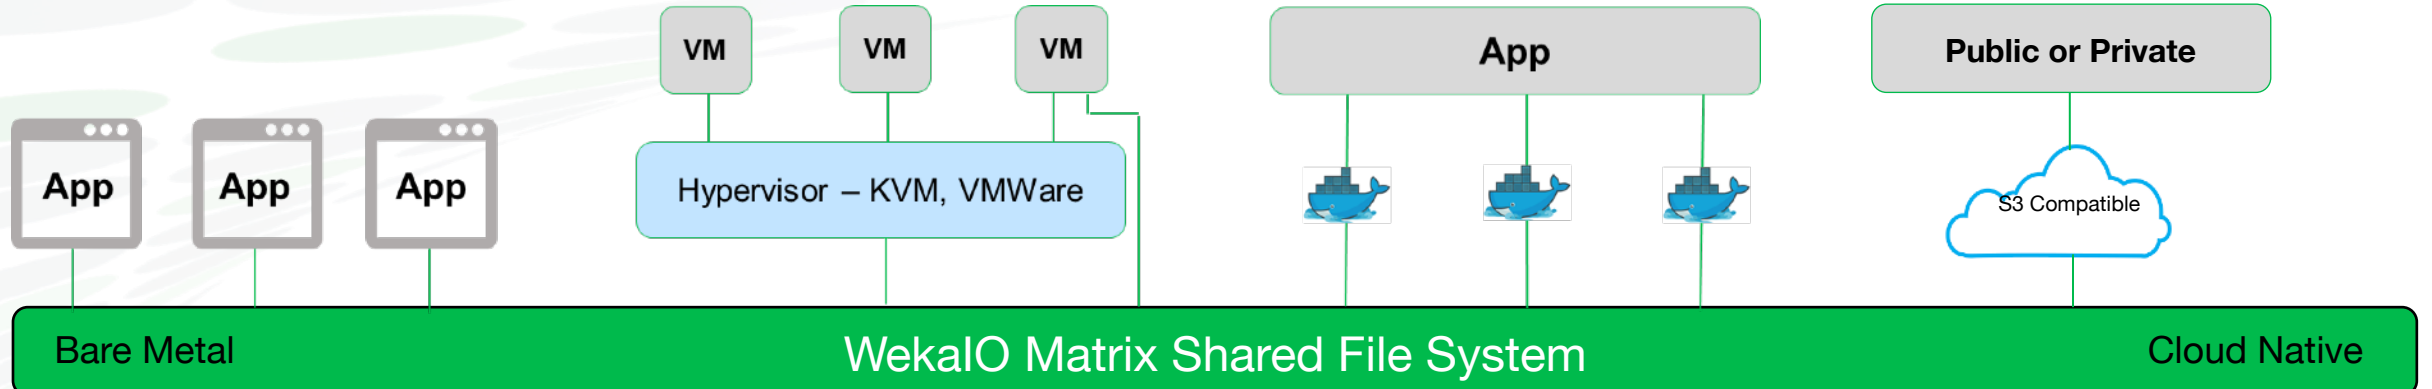 VM
VM
VM
App
Public or Private
App
App
App
Hypervisor – KVM, VMWare
S3 Compatible
Bare Metal
WekaIO Matrix Shared File System
Cloud Native